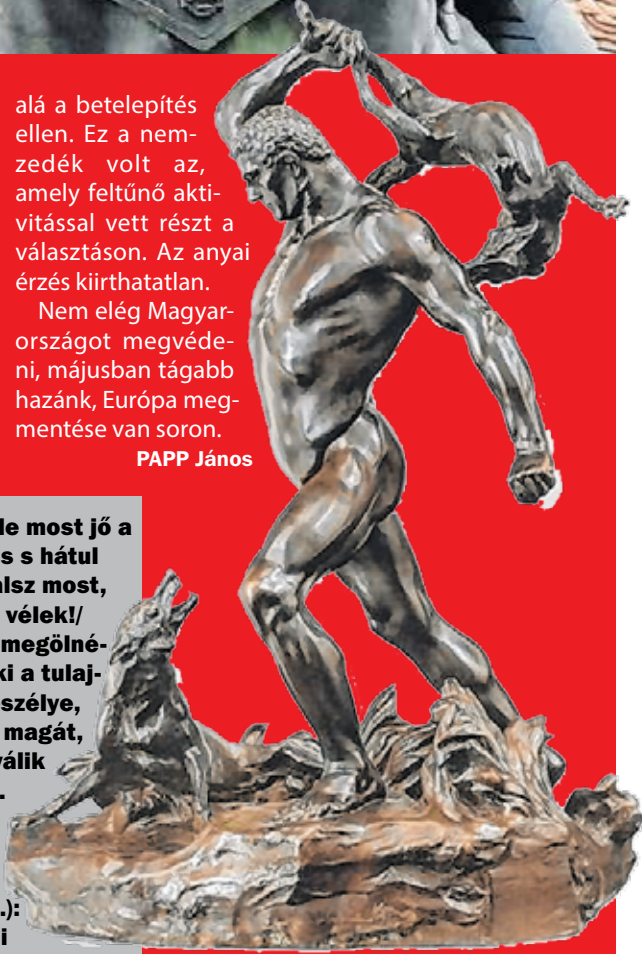 alá a betelepítés
ellen. Ez a nem-
zedék volt az,
amely feltűnő akti-
vitással vett részt a
választáson. Az anyai
érzés kiirthatatlan.
Nem elég Magyar-
országot megvéde-
ni, májusban tágabb
hazánk, Európa meg-
mentése van soron.
PAPP János
le most jő a
s s hátul
lsz most,
vélek!/
megölné-
ki a tulaj-
szélye,
magát,
válik
.
.):
i